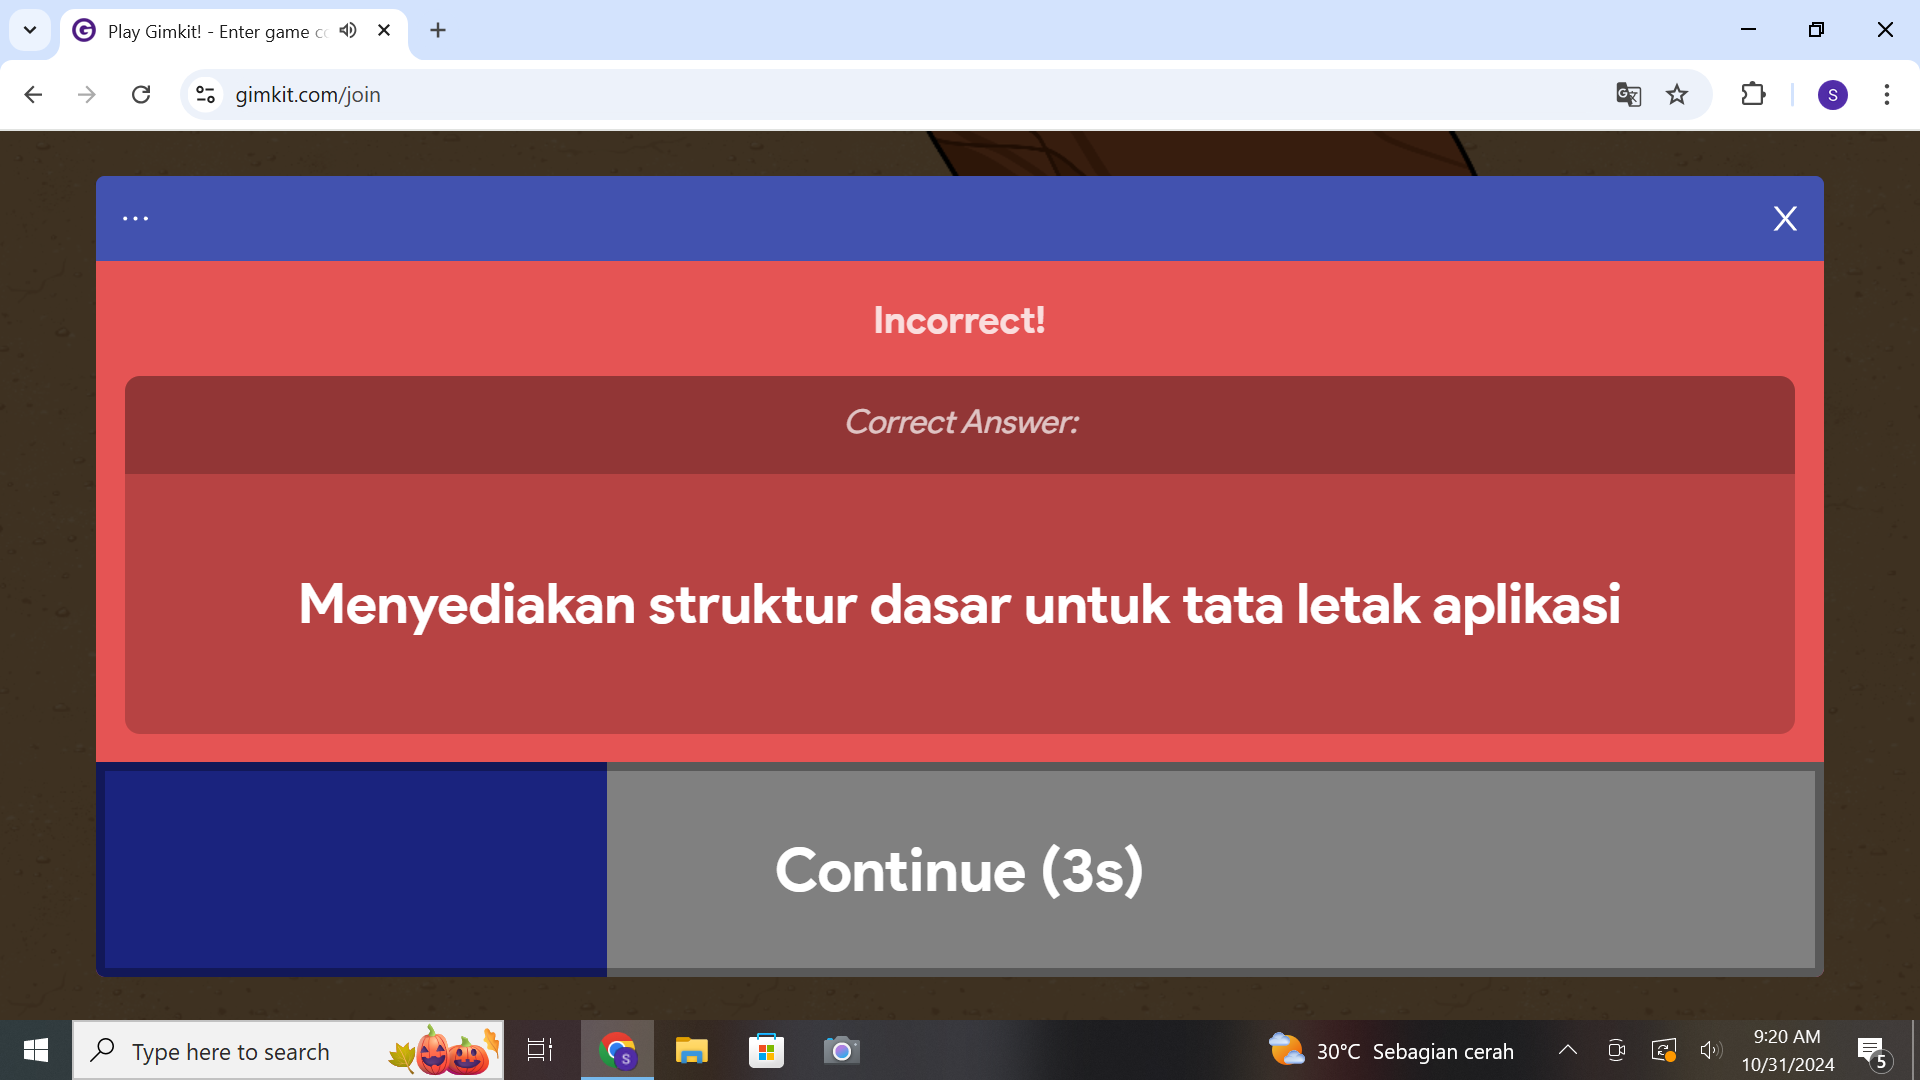 Play Gimkit! - Enter game c
gimkit.com/join
S
...
X
Incorrect!
Correct Answer:
Menyediakan struktur dasar untuk tata letak aplikasi
Continue (3s)
Type here to search
S
30°C Sebagian cerah
9:20 AM
10/31/2024
5